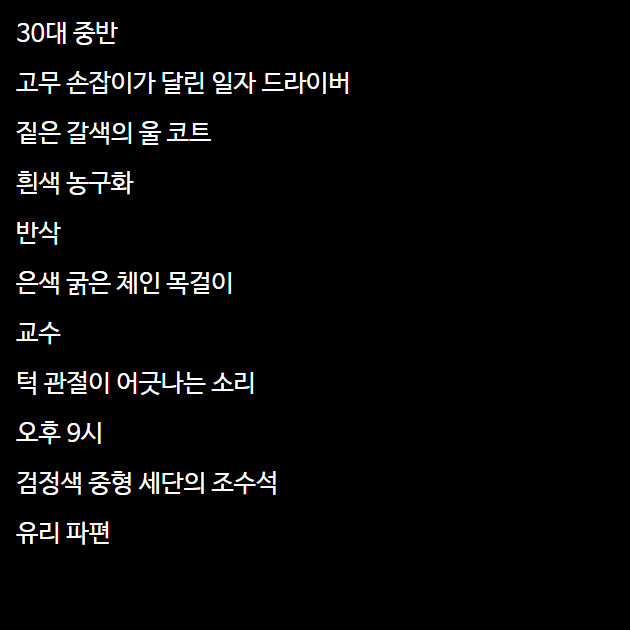 30대 중반
고무 손잡이가 달린 일자 드라이버
짙은 갈색의 울 코트
흰색 농구화
반삭
은색 굵은 체인 목걸이
교수
턱 관절이 어긋나는 소리
오후 9시
검정색 중형 세단의 조수석
유리 파편